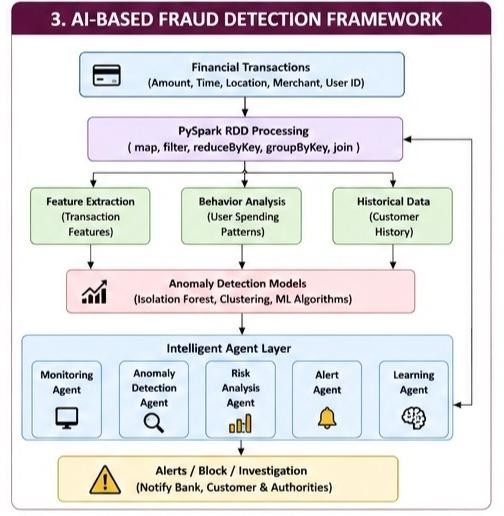 3. AI-BASED FRAUD DETECTION FRAMEWORK
Financial Transactions
(Amount, Time, Location, Merchant, User ID)
PySpark RDD Processing
( map, filter, reduceByKey, groupByKey, join )
Feature Extraction
(Transaction
Features)
Behavior Analysis
(User Spending
Patterns)
Historical Data
(Customer
History)
Anomaly Detection Models
(Isolation Forest, Clustering, ML Algorithms)
Intelligent Agent Layer
Monitoring
Agent
Anomaly
Detection
Agent
Risk
Analysis
Agent
Alert
Agent
Learning
Agent
Alerts / Block / Investigation
(Notify Bank, Customer & Authorities)